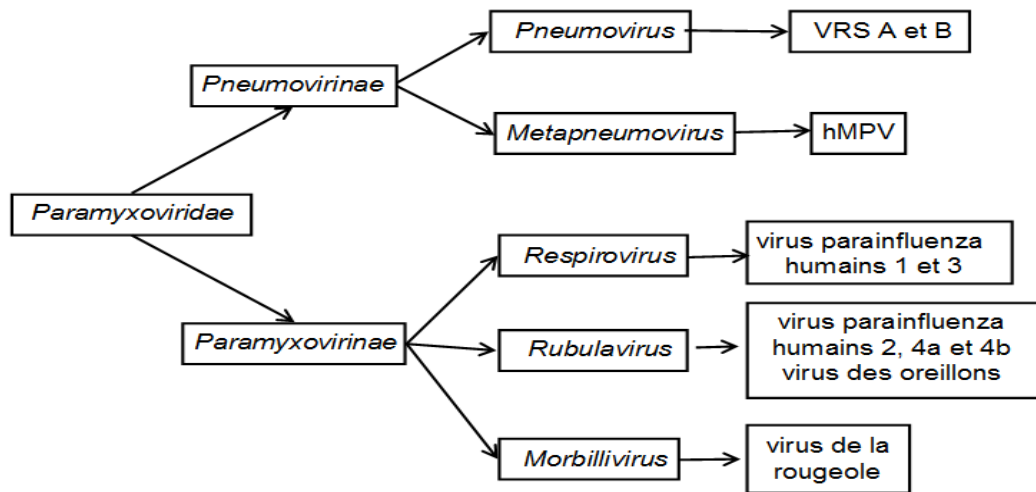 Paramyxoviridae
Pneumovirinae
Pneumovirus
VRS A et B
Metapneumovirus
hMPV
Paramyxovirinae
Respirovirus
virus parainfluenza
humains 1 et 3
Rubulavirus
virus parainfluenza
humains 2, 4a et 4b
virus des oreillons
Morbillivirus
virus de la
rougeole